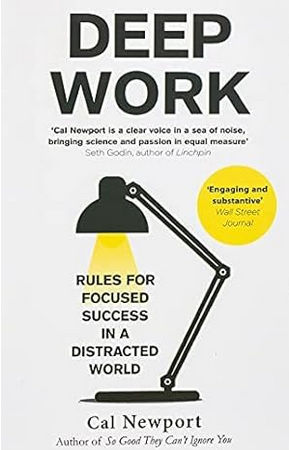 DEEP
WORK
'Cal Newport is a clear voice in a sea of noise,
bringing science and passion in equal measure'
Seth Godin, author of Linchpin
'Engaging and
substantive'
Wall Street
Journal
RULES FOR
FOCUSED
SUCCESS
IN A
DISTRACTED
WORLD
Cal Newport
Author of So Good They Can't Ignore You